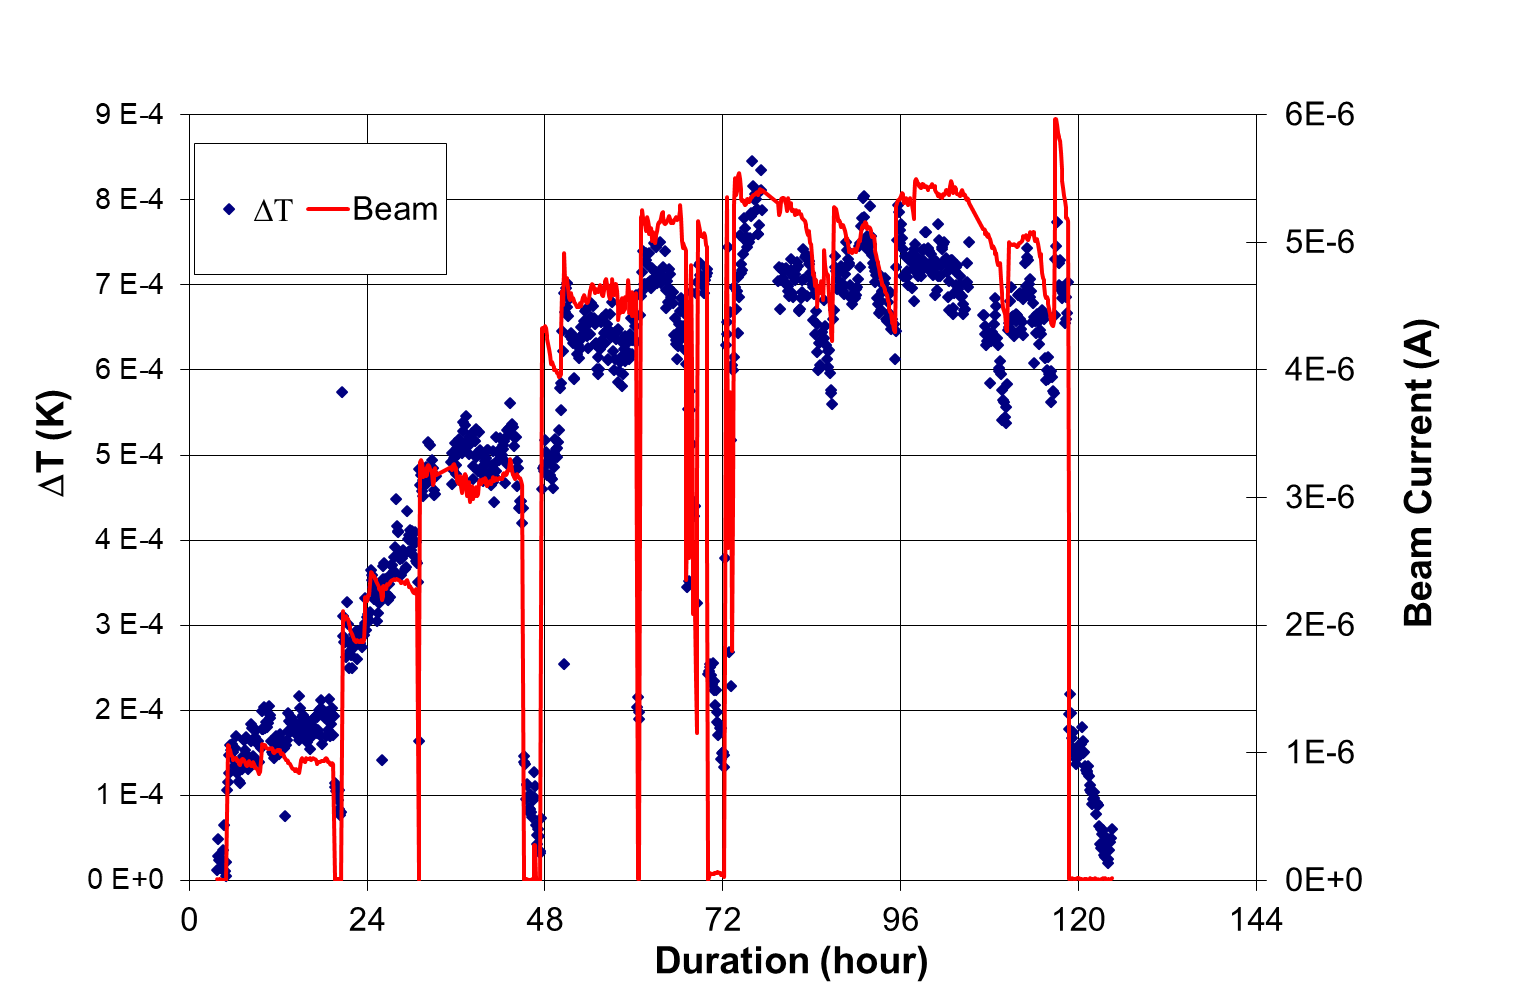 9 E-4
8 E-4
7 E-4
6 E-4
5 E-4
4 E-4
3 E-4
2 E-4
1 E-4
0 E+0
ΔT (K)
ΔT Beam
6E-6
5E-6
4E-6
3E-6
2E-6
1E-6
0E+0
Beam Current (A)
0 24 48 72 96 120 144
Duration (hour)